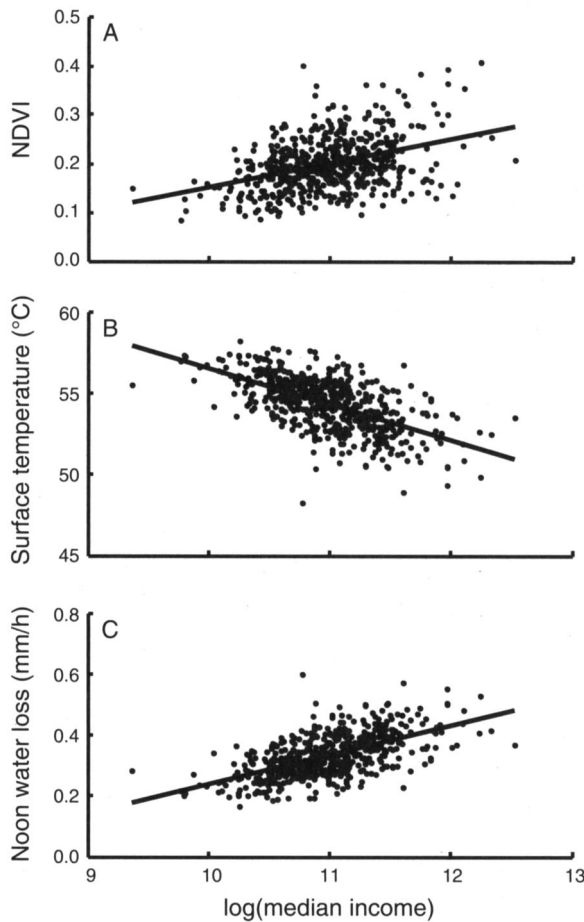 A
NDVI
0.5
0.4
0.3
0.2
0.1
0.0
B
Surface temperature (°C)
60
55
50
45
C
Noon water loss (mm/h)
0.8
0.6
0.4
0.2
0.0
9 10 11 12 13
log(median income)